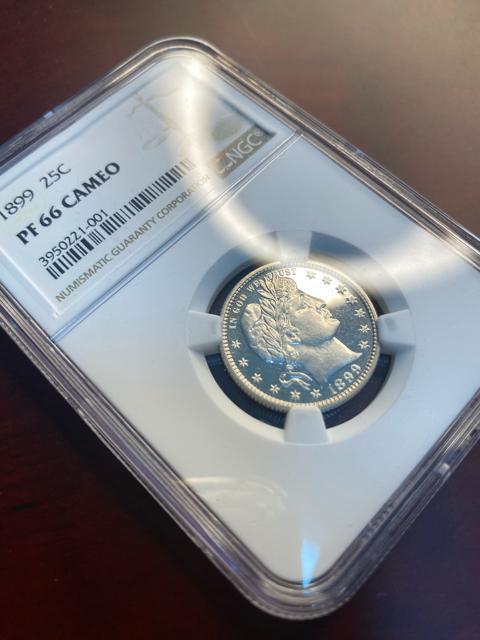 1899 25C
PF 66 CAMEO
3950221-001
NUMISMATIC GUARANTY CORPORATION
NGC®
IN GOD WE TRUST
1899